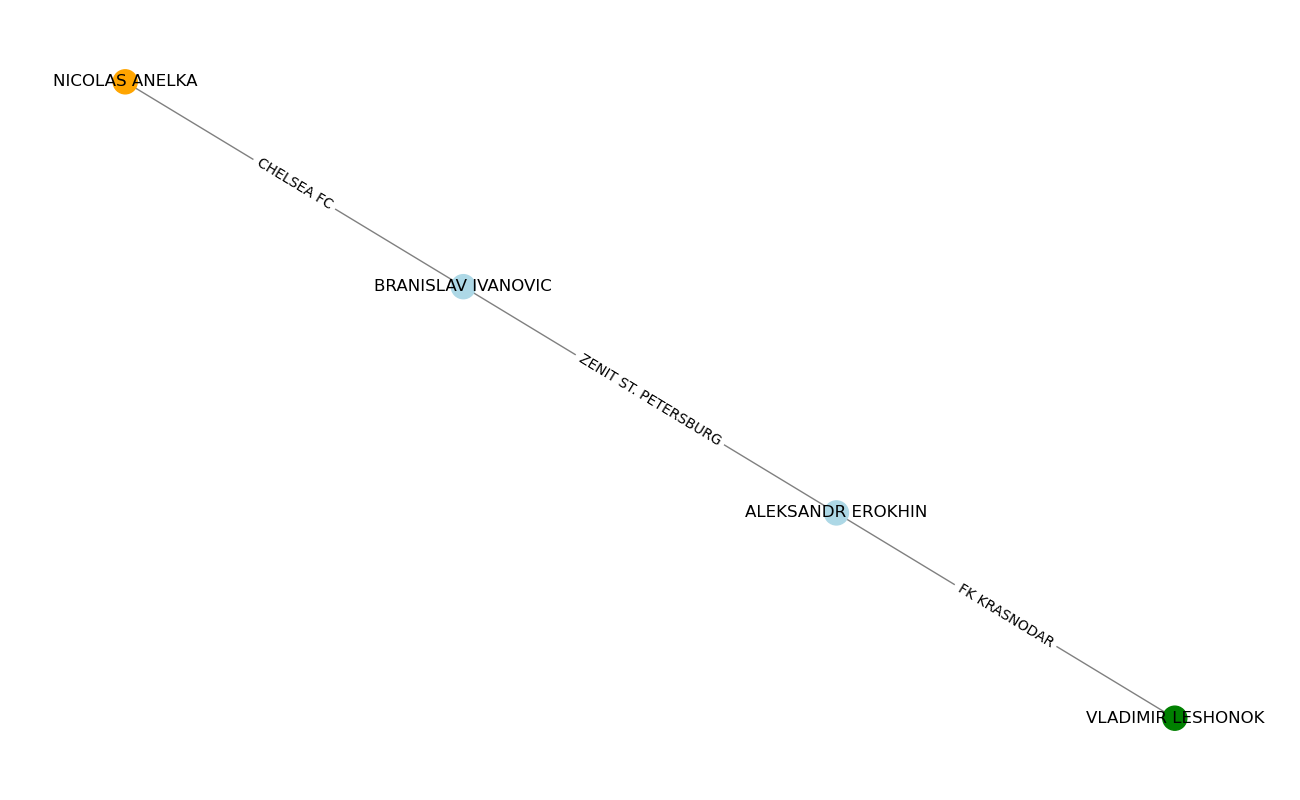 NICOLAS ANELKA
CHELSEA FC
BRANISLAV IVANOVIC
ZENIT ST. PETERSBURG
ALEKSANDR EROKHIN
FK KRASNODAR
VLADIMIR LESHONOK